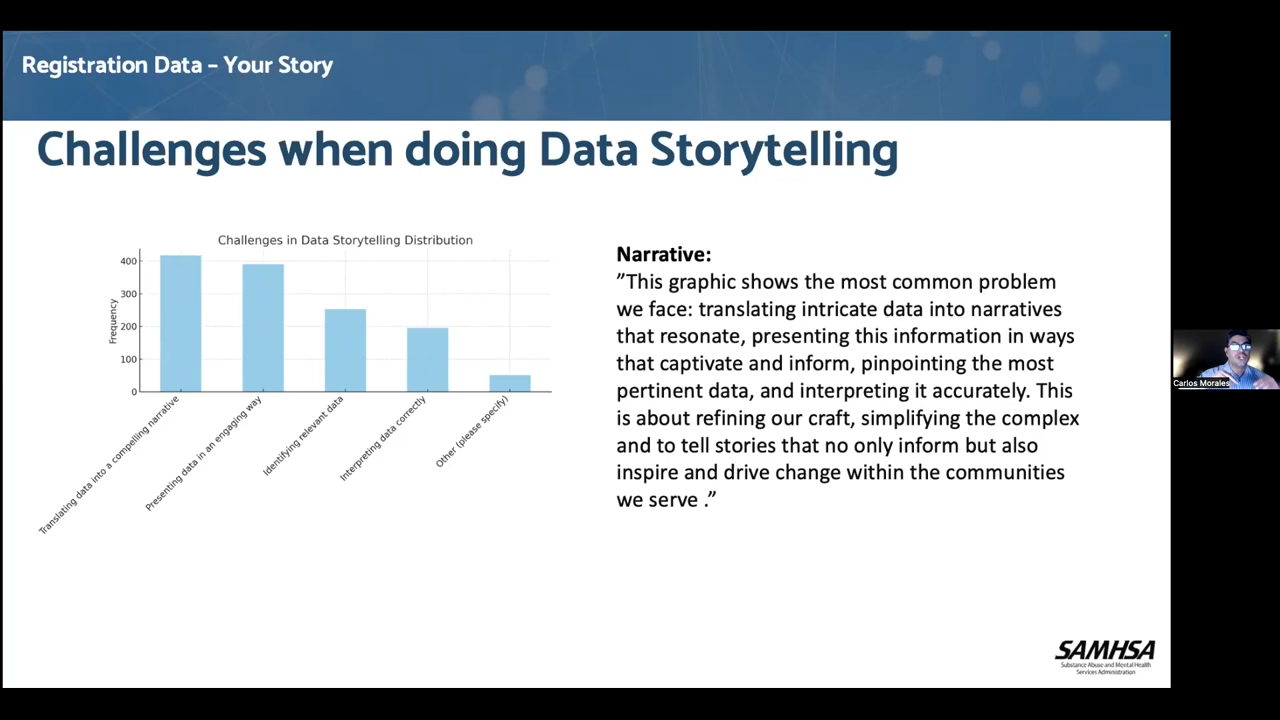 Registration Data – Your Story
Challenges when doing Data Storytelling
Challenges in Data Storytelling Distribution
Frequency
400
300
200
100
0
Translating data into a compelling narrative
Presenting data in an engaging way
Identifying relevant data
Interpreting data correctly
Other (please specify)
Narrative:
”This graphic shows the most common problem
we face: translating intricate data into narratives
that resonate, presenting this information in ways
that captivate and inform, pinpointing the most
pertinent data, and interpreting it accurately. This
is about refining our craft, simplifying the complex
and to tell stories that no only inform but also
inspire and drive change within the communities
we serve .”
Carlos Morales
SAMHSA
Substance Abuse and Mental Health
Services Administration